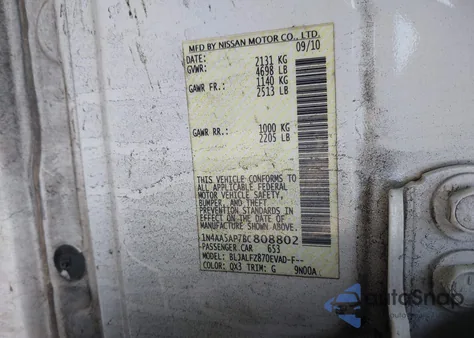 MFD BY NISSAN MOTOR CO., LTD.
DATE: 09/10
GVWR: 2131 KG
4698 LB
GAWR FR.: 1140 KG
2513 LB
GAWR RR.: 1000 KG
2205 LB
THIS VEHICLE CONFORMS TO
ALL APPLICABLE FEDERAL
MOTOR VEHICLE SAFETY,
BUMPER, AND THEFT
PREVENTION STANDARDS IN
EFFECT ON THE DATE OF
MANUFACTURE SHOWN ABOVE.
1N4AA5AP7BC808802
PASSENGER CAR 653
MODEL: BLJALFZ870EVAD-F--
COLOR: QX3 TRIM: G 9N00A
autoSnap